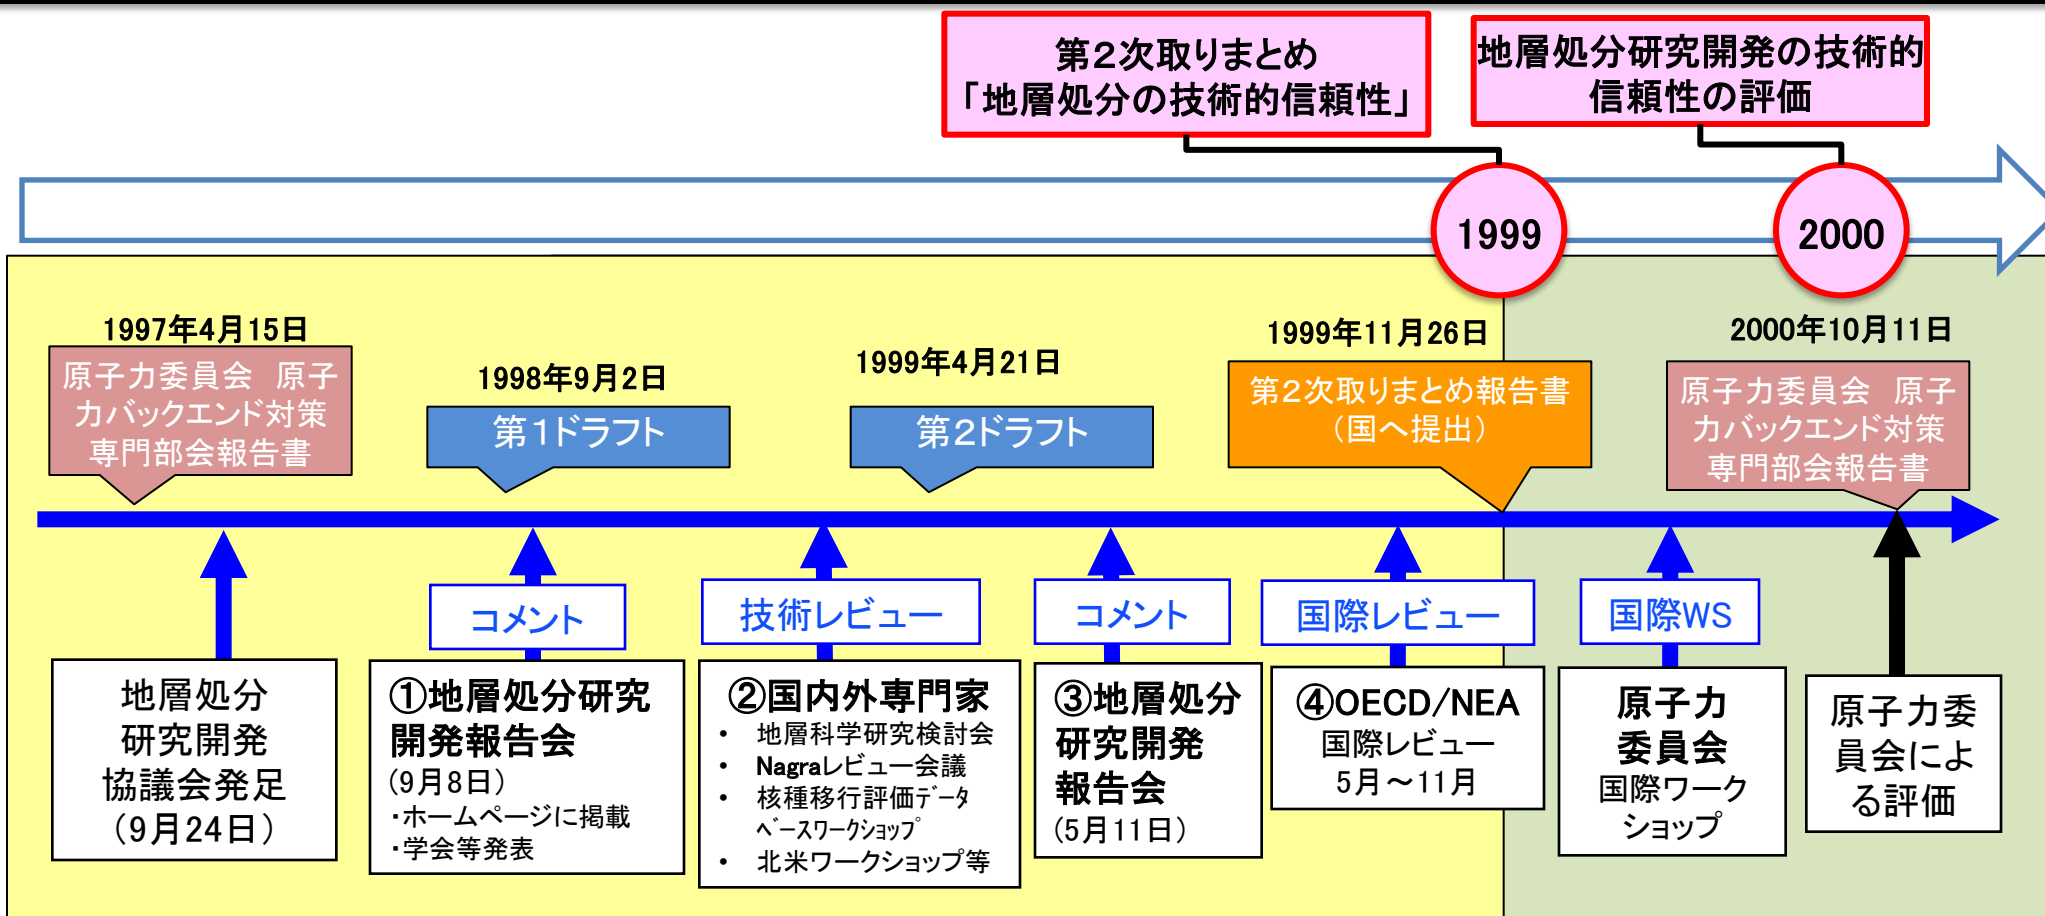 第2次取りまとめ
「地層処分の技術的信頼性」
地層処分研究開発の技術的
信頼性の評価
1999
2000
1997年4月15日
原子力委員会　原子
力バックエンド対策
専門部会報告書
1998年9月2日
第1ドラフト
1999年4月21日
第2ドラフト
1999年11月26日
第2次取りまとめ報告書
（国へ提出）
2000年10月11日
原子力委員会　原子
力バックエンド対策
専門部会報告書
地層処分
研究開発
協議会発足
（9月24日）
コメント
①地層処分研究
開発報告会
(9月8日)
・ホームページに掲載
・学会等発表
技術レビュー
②国内外専門家
• 地層科学研究検討会
• Nagraレビュー会議
• 核種移行評価ﾃﾞｰﾀ
ﾍﾞｰｽﾜｰｸｼｮｯﾌﾟ
• 北米ワークショップ等
コメント
③地層処分
研究開発
報告会
(5月11日)
国際レビュー
④OECD/NEA
国際レビュー
5月～11月
国際WS
原子力
委員会
国際ワーク
ショップ
原子力委
員会によ
る評価